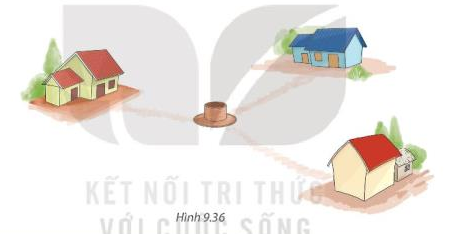 KẾT NỐI TRI THỨC
Hình 9.36
VỚI CUỘC SỐNG